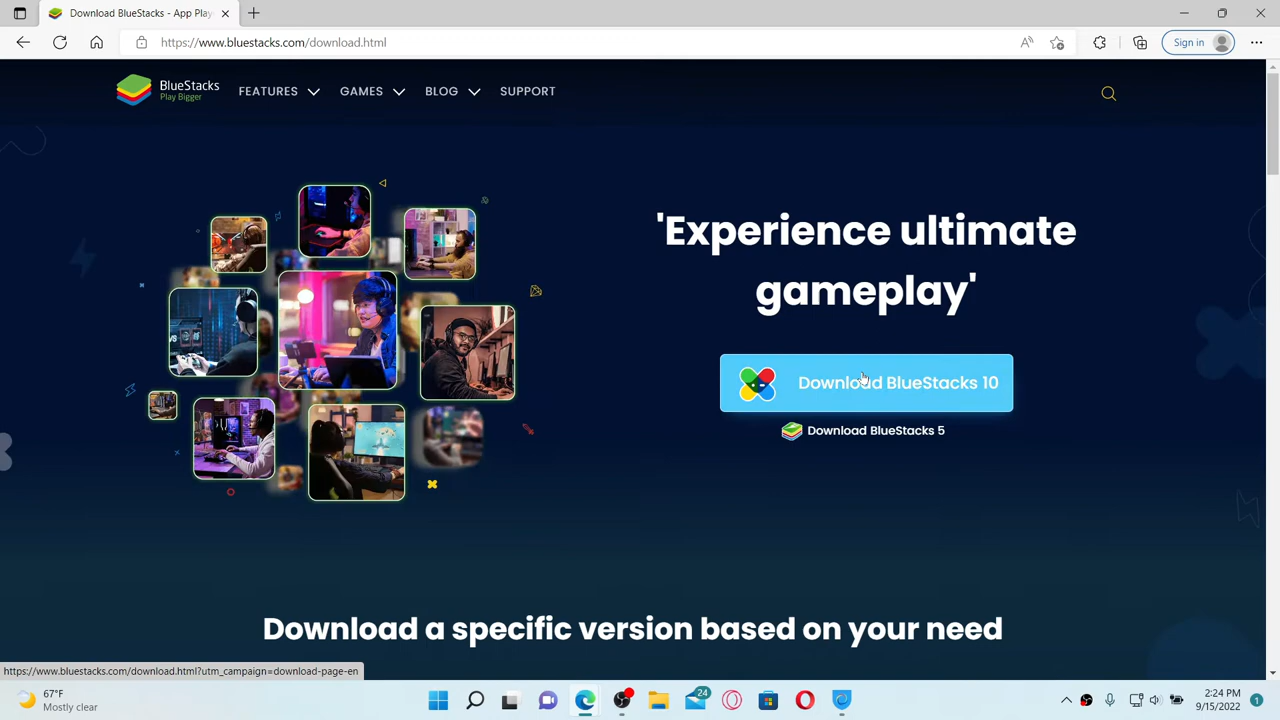 Download BlueStacks - App Play
https://www.bluestacks.com/download.html
Sign in
BlueStacks
Play Bigger
FEATURES
GAMES
BLOG
SUPPORT
'Experience ultimate
gameplay'
Download BlueStacks 10
Download BlueStacks 5
Download a specific version based on your need
https://www.bluestacks.com/download.html?utm_campaign=download-page-en
67°F
Mostly clear
24
2:24 PM
9/15/2022
1